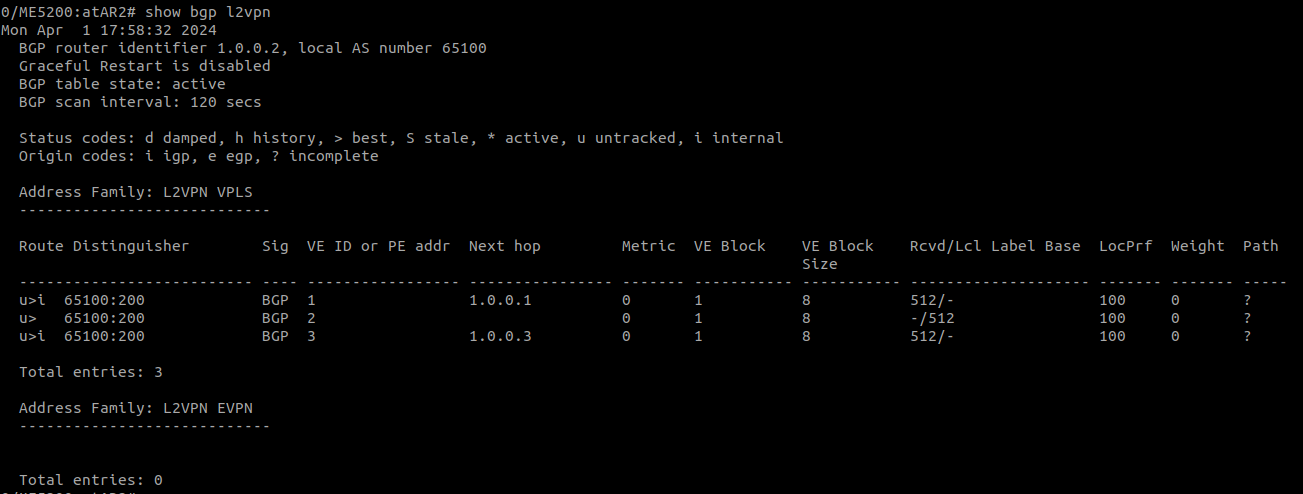 0/ME5200:atAR2# show bgp l2vpn
Mon Apr  1 17:58:32 2024
  BGP router identifier 1.0.0.2, local AS number 65100
  Graceful Restart is disabled
  BGP table state: active
  BGP scan interval: 120 secs

  Status codes: d damped, h history, > best, S stale, * active, u untracked, i internal
  Origin codes: i igp, e egp, ? incomplete

  Address Family: L2VPN VPLS
  ----------------------------

  Route Distinguisher        Sig  VE ID or PE addr  Next hop         Metric  VE Block    VE Block    Rcvd/Lcl Label Base  LocPrf  Weight  Path
                                                                                         Size
  -------------------------- ---- ----------------- ---------------- ------- ----------- ----------- -------------------- ------- ------- -----
  u>i  65100:200             BGP  1                 1.0.0.1          0       1           8           512/-                100     0       ?
  u>   65100:200             BGP  2                                  0       1           8           -/512                100     0       ?
  u>i  65100:200             BGP  3                 1.0.0.3          0       1           8           512/-                100     0       ?

  Total entries: 3

  Address Family: L2VPN EVPN
  ----------------------------


  Total entries: 0